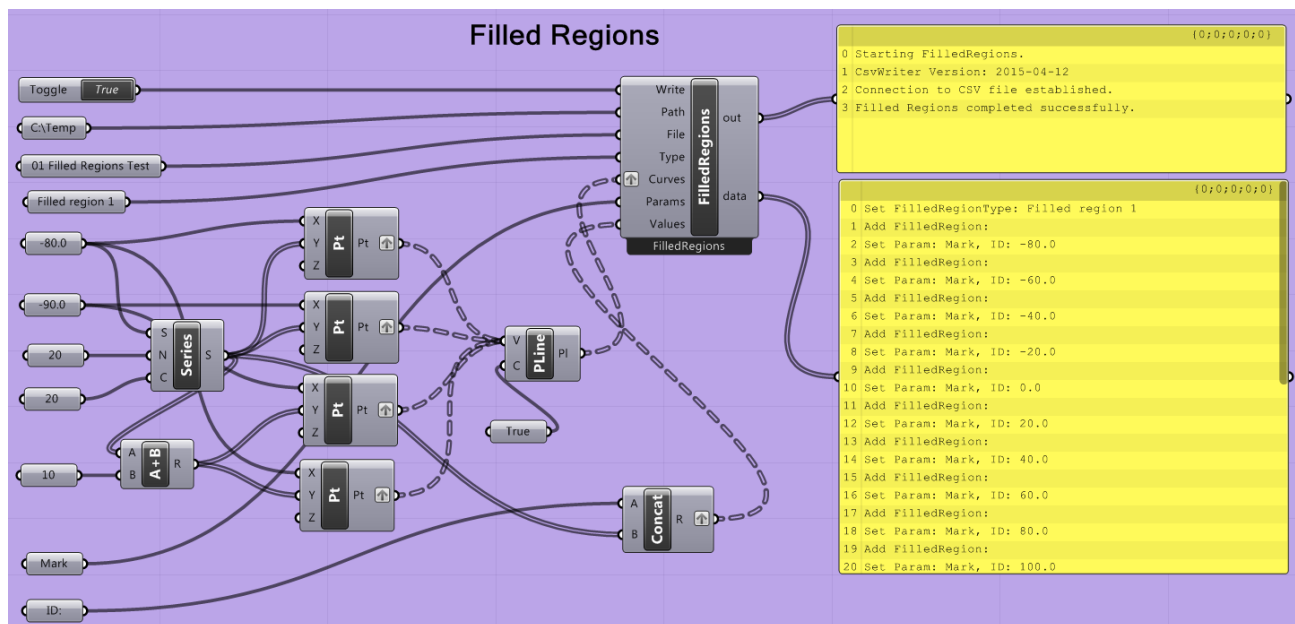 Filled Regions
Toggle True
C:\Temp
01 Filled Regions Test
Filled region 1
-80.0
-90.0
20
20
10
Mark
ID:
S
N
C
Series
S
A
B
A+B
R
X
Y
Z
Pt
Pt
X
Y
Z
Pt
Pt
X
Y
Z
Pt
Pt
X
Y
Z
Pt
Pt
V
C
PLine
Pl
True
A
B
Concat
R
Write
Path
File
Type
Curves
Params
Values
FilledRegions
out
data
FilledRegions
{0;0;0;0;0}
0 Starting FilledRegions.
1 CsvWriter Version: 2015-04-12
2 Connection to CSV file established.
3 Filled Regions completed successfully.
{0;0;0;0;0}
0 Set FilledRegionType: Filled region 1
1 Add FilledRegion:
2 Set Param: Mark, ID: -80.0
3 Add FilledRegion:
4 Set Param: Mark, ID: -60.0
5 Add FilledRegion:
6 Set Param: Mark, ID: -40.0
7 Add FilledRegion:
8 Set Param: Mark, ID: -20.0
9 Add FilledRegion:
10 Set Param: Mark, ID: 0.0
11 Add FilledRegion:
12 Set Param: Mark, ID: 20.0
13 Add FilledRegion:
14 Set Param: Mark, ID: 40.0
15 Add FilledRegion:
16 Set Param: Mark, ID: 60.0
17 Add FilledRegion:
18 Set Param: Mark, ID: 80.0
19 Add FilledRegion:
20 Set Param: Mark, ID: 100.0